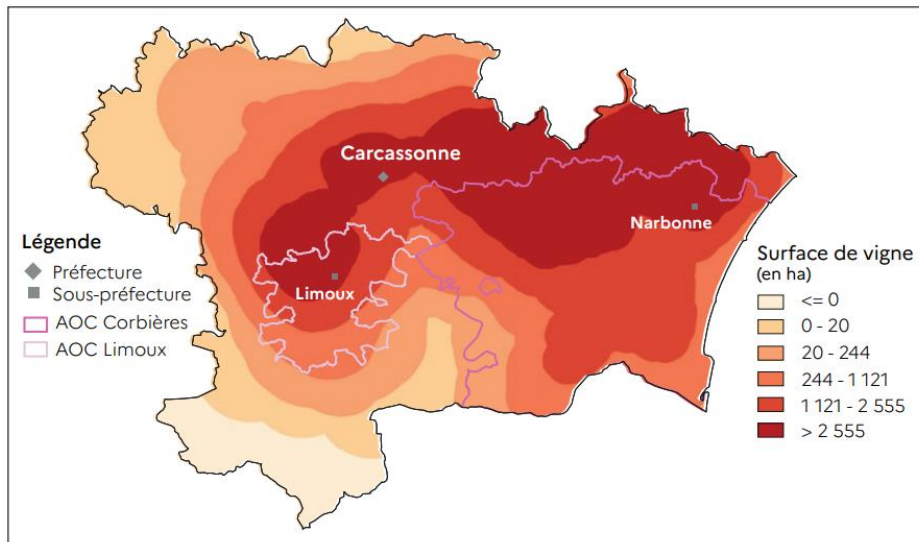 Carcassonne
Narbonne
Limoux
Légende
Préfecture
Sous-préfecture
AOC Corbières
AOC Limoux
Surface de vigne
(en ha)
<= 0
0 - 20
20 - 244
244 - 1 121
1 121 - 2 555
> 2 555